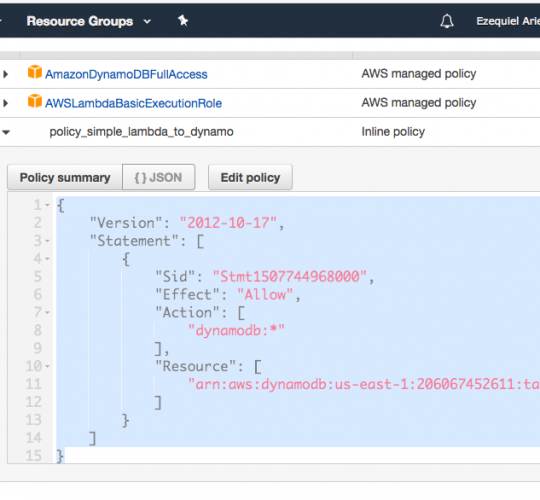 Resource Groups
AmazonDynamoDBFullAccess AWS managed policy
AWSLambdaBasicExecutionRole AWS managed policy
policy_simple_lambda_to_dynamo Inline policy
Policy summary { } JSON Edit policy
1 {
2 "Version": "2012-10-17",
3 "Statement": [
4 {
5 "Sid": "Stmt1507744968000",
6 "Effect": "Allow",
7 "Action": [
8 "dynamodb:*"
9 ],
10 "Resource": [
11 "arn:aws:dynamodb:us-east-1:206067452611:ta
12 ]
13 }
14 ]
15 }